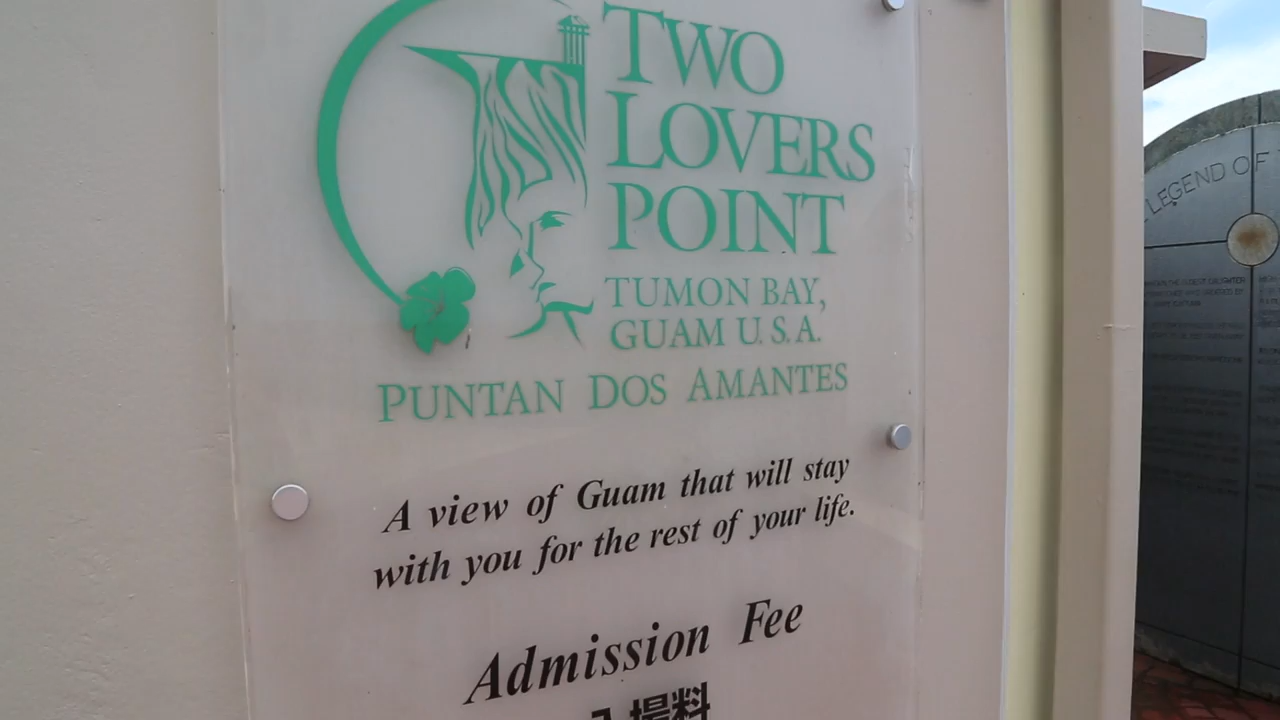 TWO
LOVERS
POINT
TUMON BAY,
GUAM U.S.A.
PUNTAN DOS AMANTES
A view of Guam that will stay
with you for the rest of your life.
Admission Fee
入場料
LEGEND OF